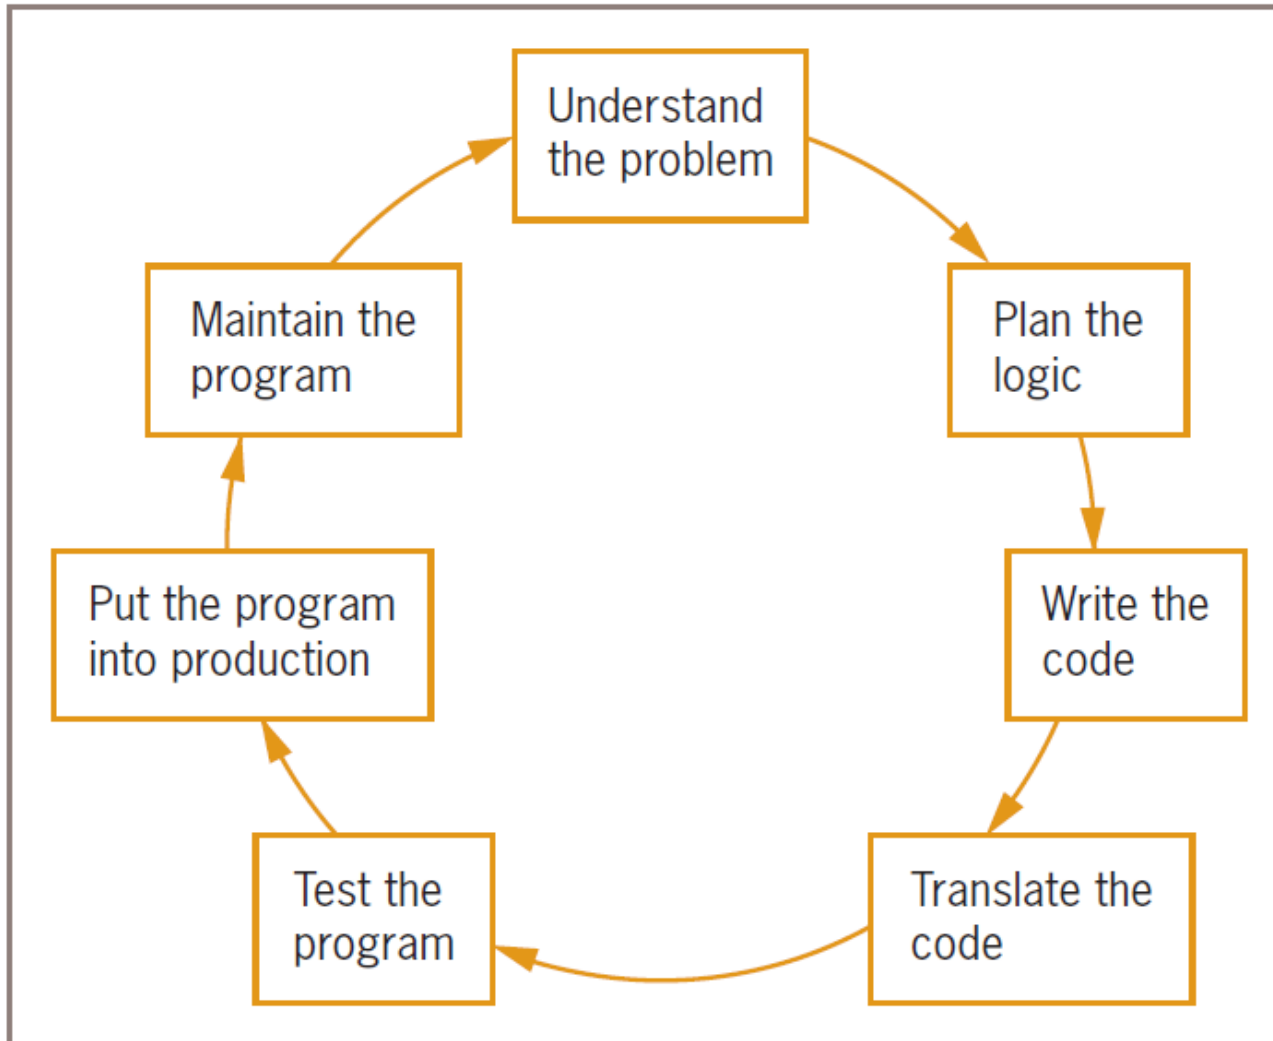 Understand
the problem
Plan the
logic
Write the
code
Translate the
code
Test the
program
Put the program
into production
Maintain the
program